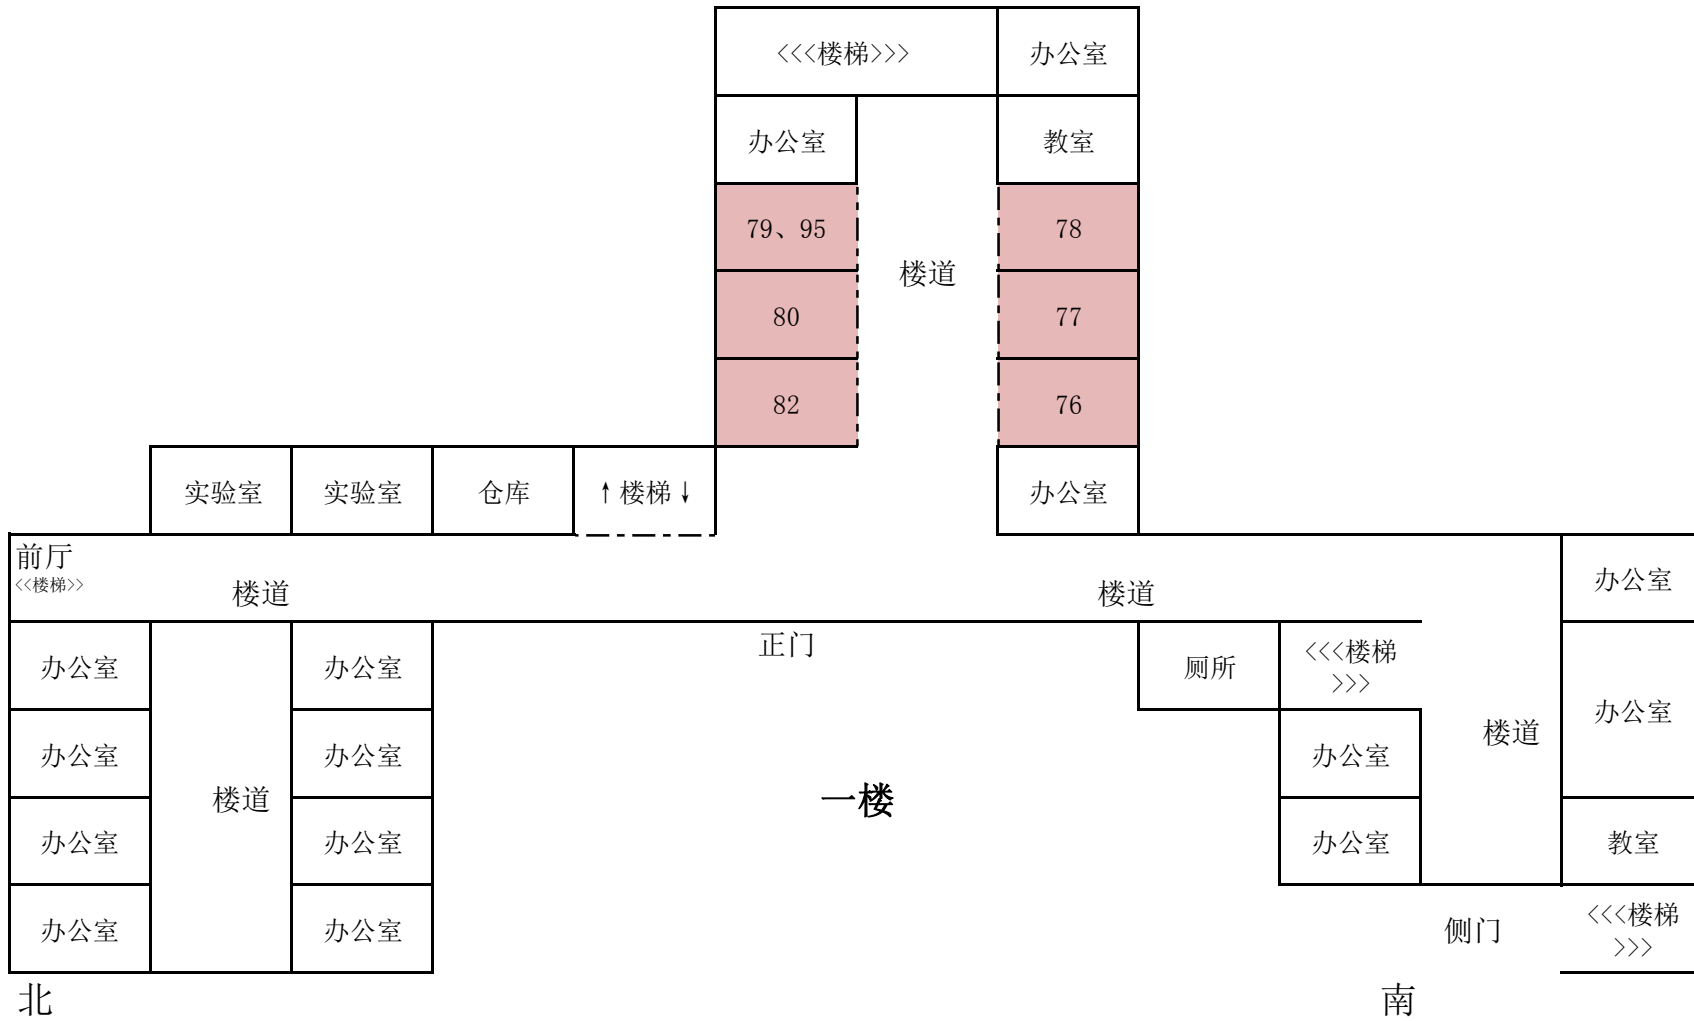 <<<楼梯>>>
办公室
办公室
教室
79、95
78
楼道
80
77
82
76
实验室
实验室
仓库
↑楼梯↓
办公室
前厅
<<楼梯>>
楼道
楼道
办公室
正门
办公室
办公室
厕所
<<<楼梯
>>>
办公室
楼道
办公室
办公室
办公室
楼道
一楼
办公室
办公室
办公室
教室
办公室
办公室
侧门
<<<楼梯
>>>
北
南